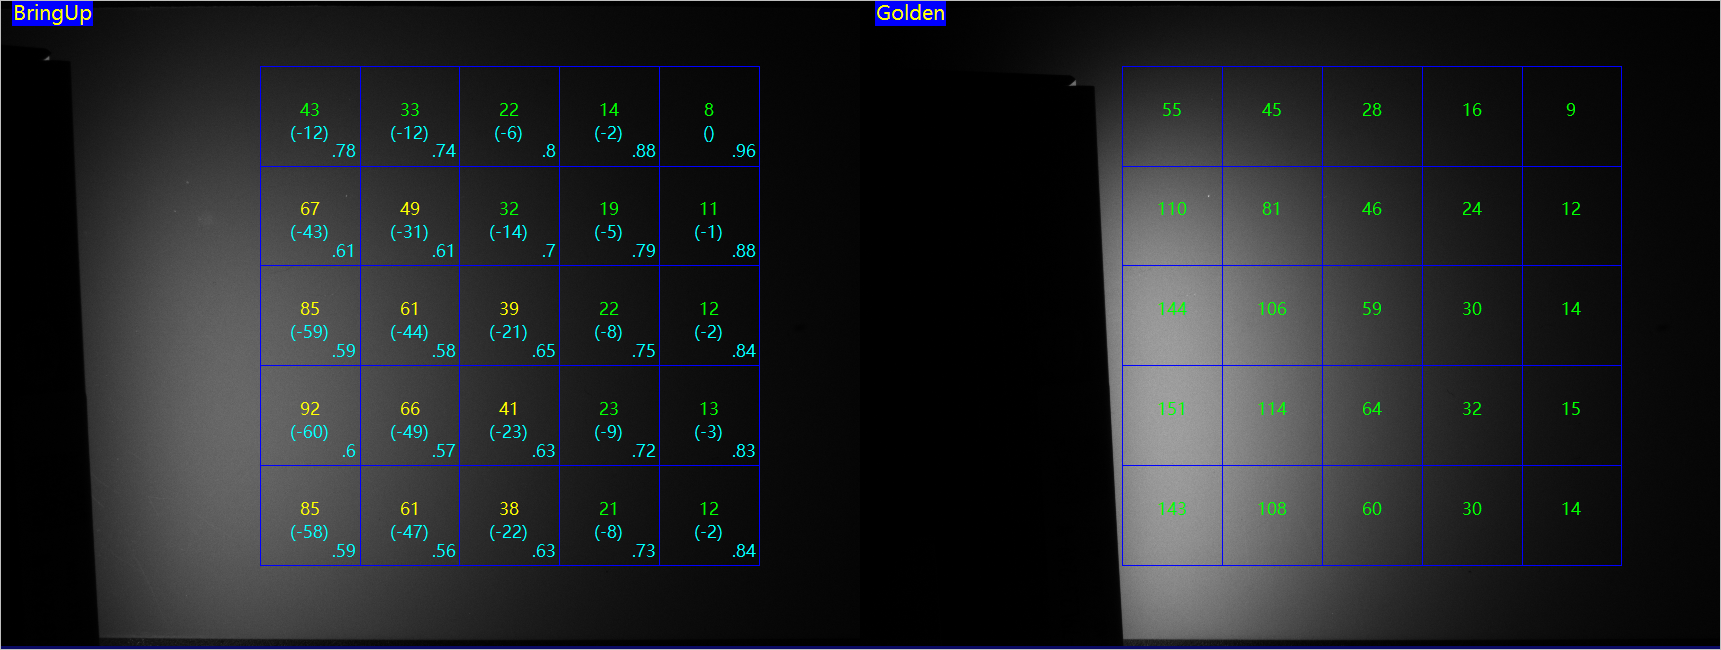 BringUp
Golden
43 33 22 14 8
(-12) (-12) (-6) (-2) ()
.78 .74 .8 .88 .96
67 49 32 19 11
(-43) (-31) (-14) (-5) (-1)
.61 .61 .7 .79 .88
85 61 39 22 12
(-59) (-44) (-21) (-8) (-2)
.59 .58 .65 .75 .84
92 66 41 23 13
(-60) (-49) (-23) (-9) (-3)
.6 .57 .63 .72 .83
85 61 38 21 12
(-58) (-47) (-22) (-8) (-2)
.59 .56 .63 .73 .84
55 45 28 16 9
110 81 46 24 12
144 106 59 30 14
151 114 64 32 15
143 108 60 30 14